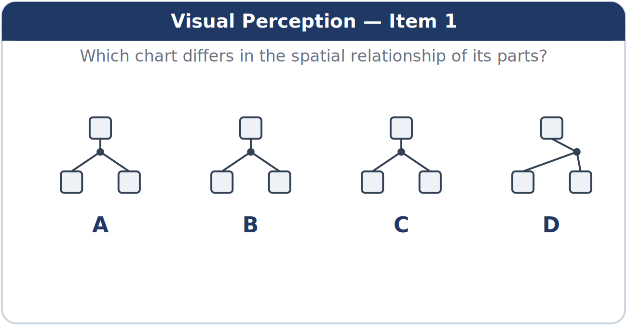 Visual Perception — Item 1
Which chart differs in the spatial relationship of its parts?
A B C D